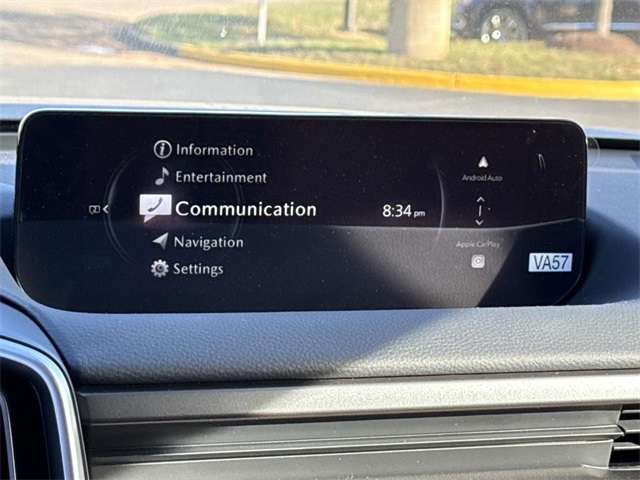 Information
Entertainment
Communication
8:34 pm
Navigation
Settings
Android Auto
Apple CarPlay
VA57